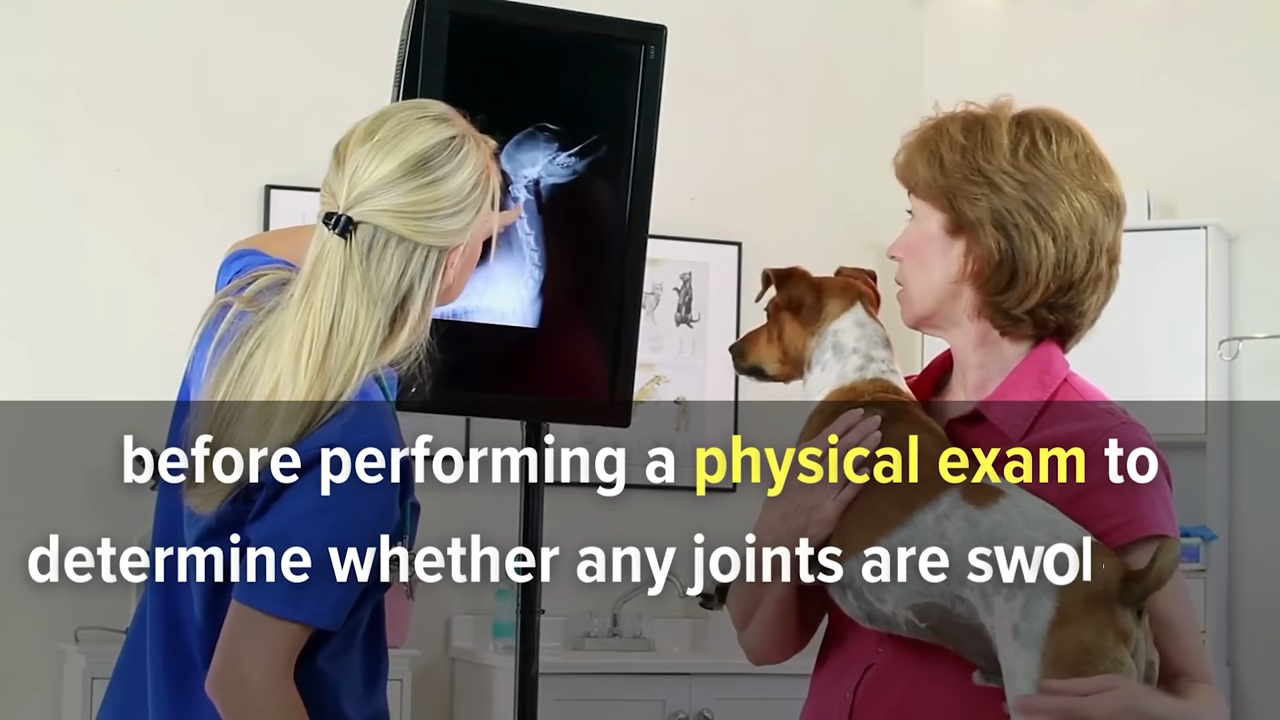 before performing a physical exam to
determine whether any joints are swol